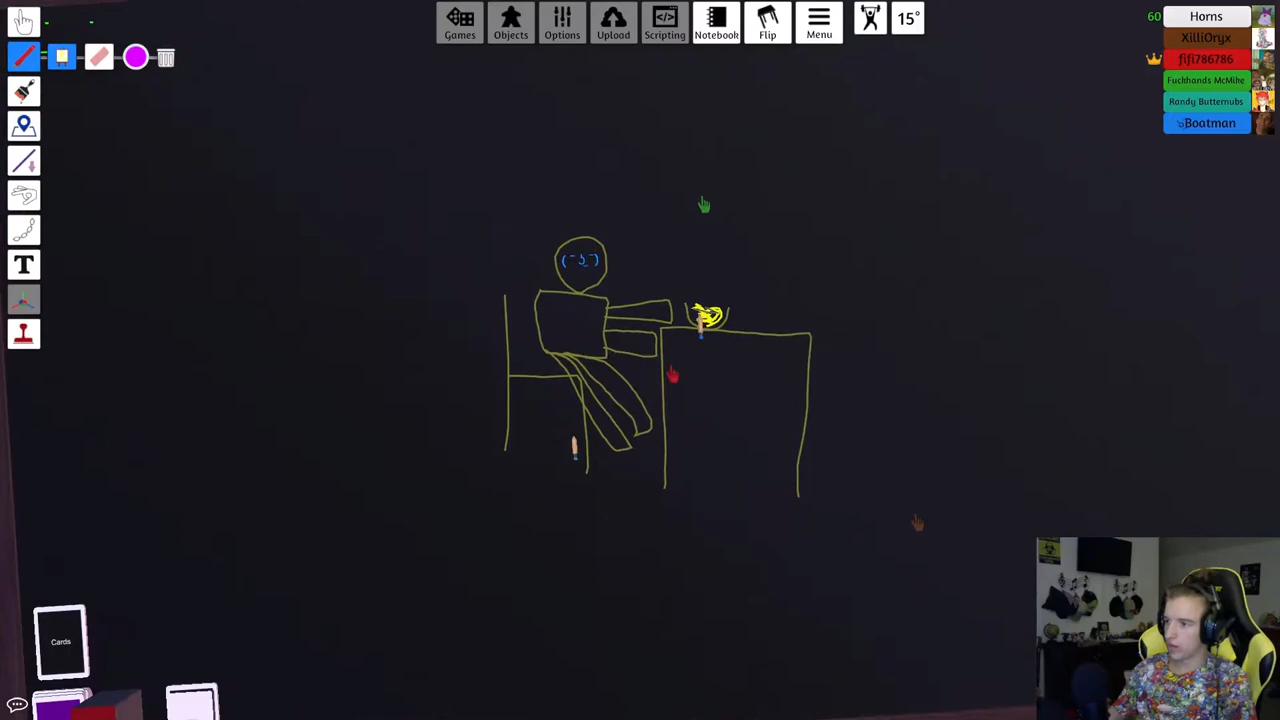 Games
Objects
Options
Upload
Scripting
Notebook
Flip
Menu
15°
60
Horns
XilliOryx
fifi786786
Fuckhands McMike
Randy Butternubs
Boatman
T
Cards